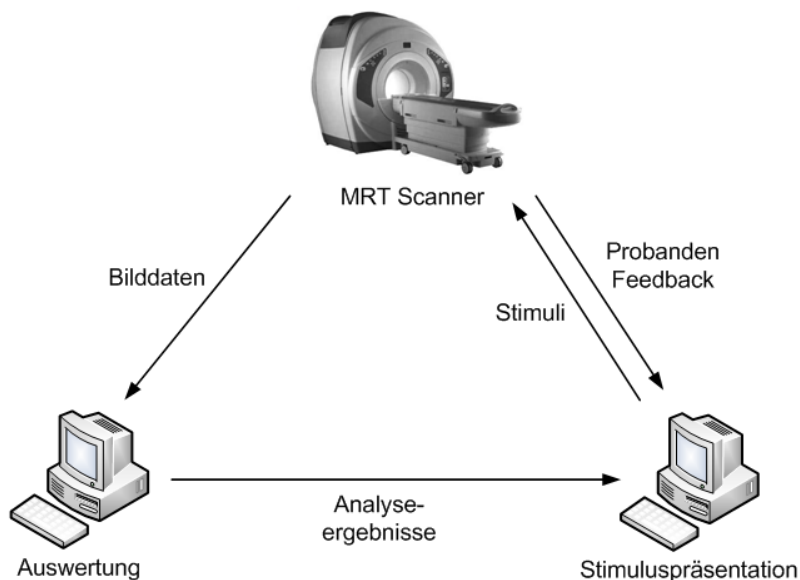 MRT Scanner
Bilddaten
Probanden
Feedback
Stimuli
Analyse-
ergebnisse
Auswertung
Stimuluspräsentation